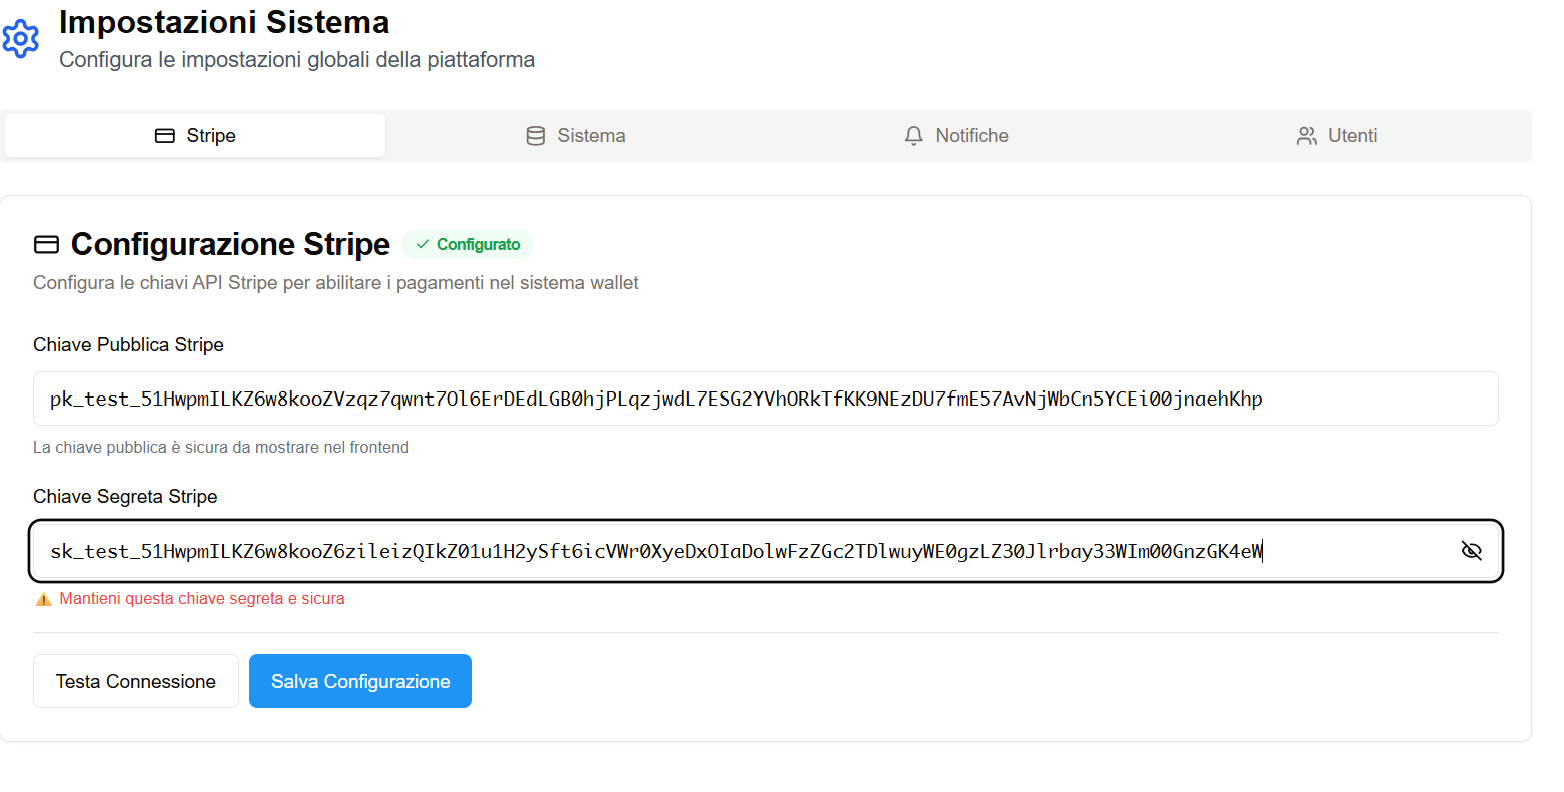 Impostazioni Sistema
Configura le impostazioni globali della piattaforma
Stripe
Sistema
Notifiche
Utenti
Configurazione Stripe
Configurato
Configura le chiavi API Stripe per abilitare i pagamenti nel sistema wallet
Chiave Pubblica Stripe
pk_test_51HwpmILKZ6w8kooZVzqz7qwnt7Ol6ErDEdLGB0hjPLqzjwdL7ESG2YVhORkTfKK9NEzDU7fmE57AvNjWbCn5YCEi00jnaehKhp
La chiave pubblica è sicura da mostrare nel frontend
Chiave Segreta Stripe
sk_test_51HwpmILKZ6w8kooZ6zileizQIkZ01u1H2ySft6icVWr0XyeDxOIaDolwFzZGc2TDlwuyWE0gzLZ30Jlrbay33WIm00GnzGK4eW
Mantieni questa chiave segreta e sicura
Testa Connessione
Salva Configurazione